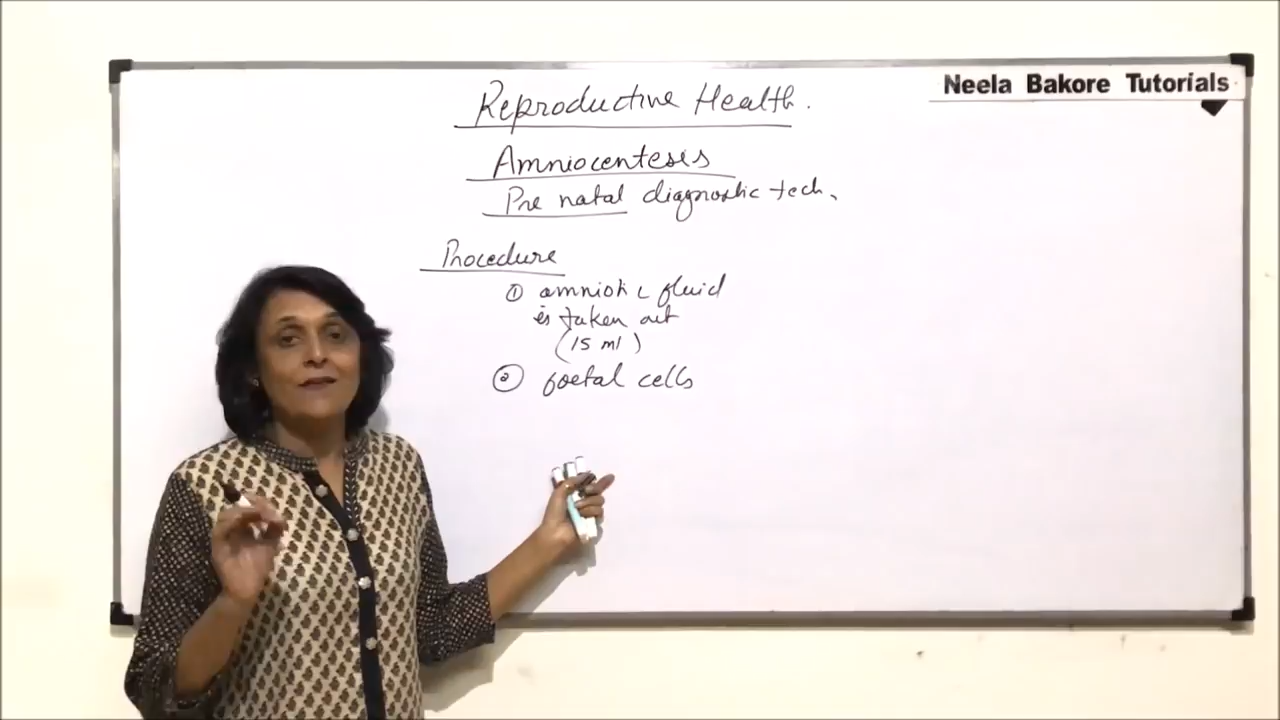 Neela Bakore Tutorials
Reproductive Health.
Amniocentesis
Pre natal diagnostic tech.
Procedure
① amniotic fluid
is taken out
(15 ml)
② foetal cells